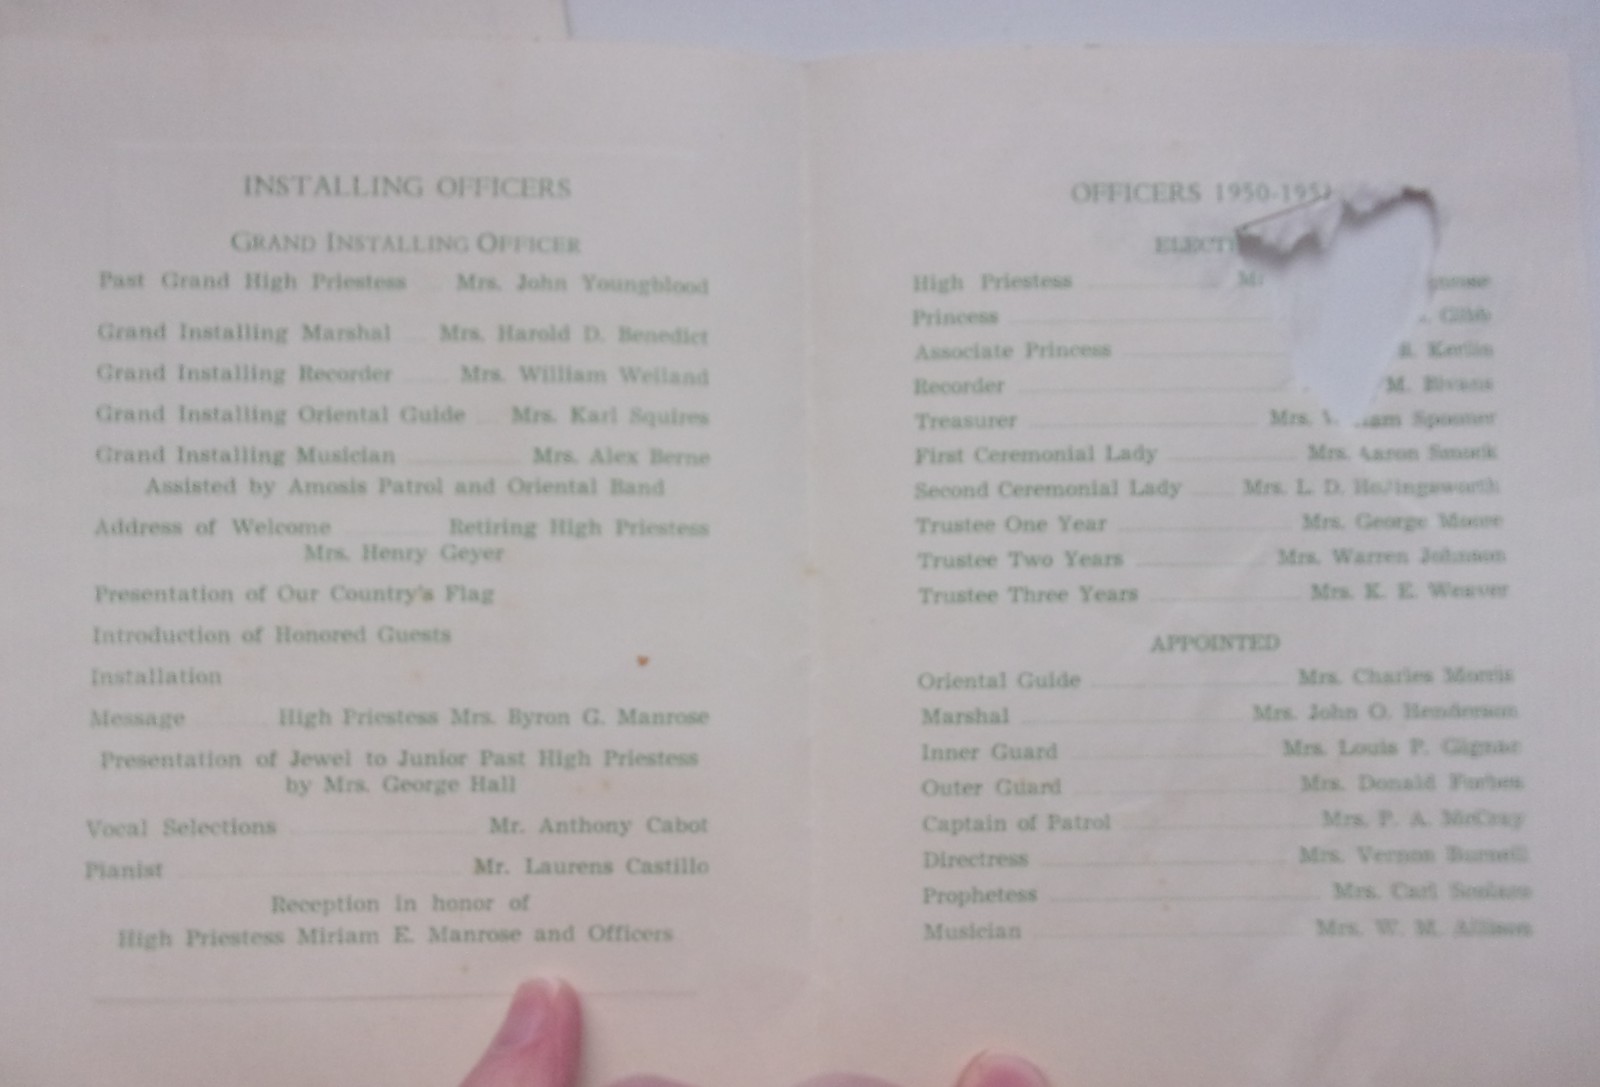 INSTALLING OFFICERS
GRAND INSTALLING OFFICER
Past Grand High Priestess Mrs. John Youngblood
Grand Installing Marshal Mrs. Harold D. Benedict
Grand Installing Recorder Mrs. William Weiland
Grand Installing Oriental Guide Mrs. Karl Squires
Grand Installing Musician Mrs. Alex Berne
Assisted by Amosis Patrol and Oriental Band
Address of Welcome Retiring High Priestess
Mrs. Henry Geyer
Presentation of Our Country's Flag
Introduction of Honored Guests
Installation
Message High Priestess Mrs. Byron G. Manrose
Presentation of Jewel to Junior Past High Priestess
by Mrs. George Hall
Vocal Selections Mr. Anthony Cabot
Pianist Mr. Laurens Castillo
Reception in honor of
High Priestess Miriam E. Manrose and Officers
OFFICERS 1950-1951
High Priestess
Princess
Associate Princess
Recorder M.
Treasurer Mrs. Spooner
First Ceremonial Lady Mrs. Aaron
Second Ceremonial Lady Mrs. L. D. Hollingsworth
Trustee One Year Mrs. George
Trustee Two Years Mrs. Warren Johnson
Trustee Three Years Mrs. K. E. Weaver
APPOINTED
Oriental Guide Mrs. Charles Morris
Marshal Mrs. John O. Henderson
Inner Guard Mrs. Louis P.
Outer Guard Mrs. Donald Forbes
Captain of Patrol Mrs. P. A. McCray
Directress Mrs. Vernon
Prophetess Mrs. Carl
Musician Mrs. W. M. Allison